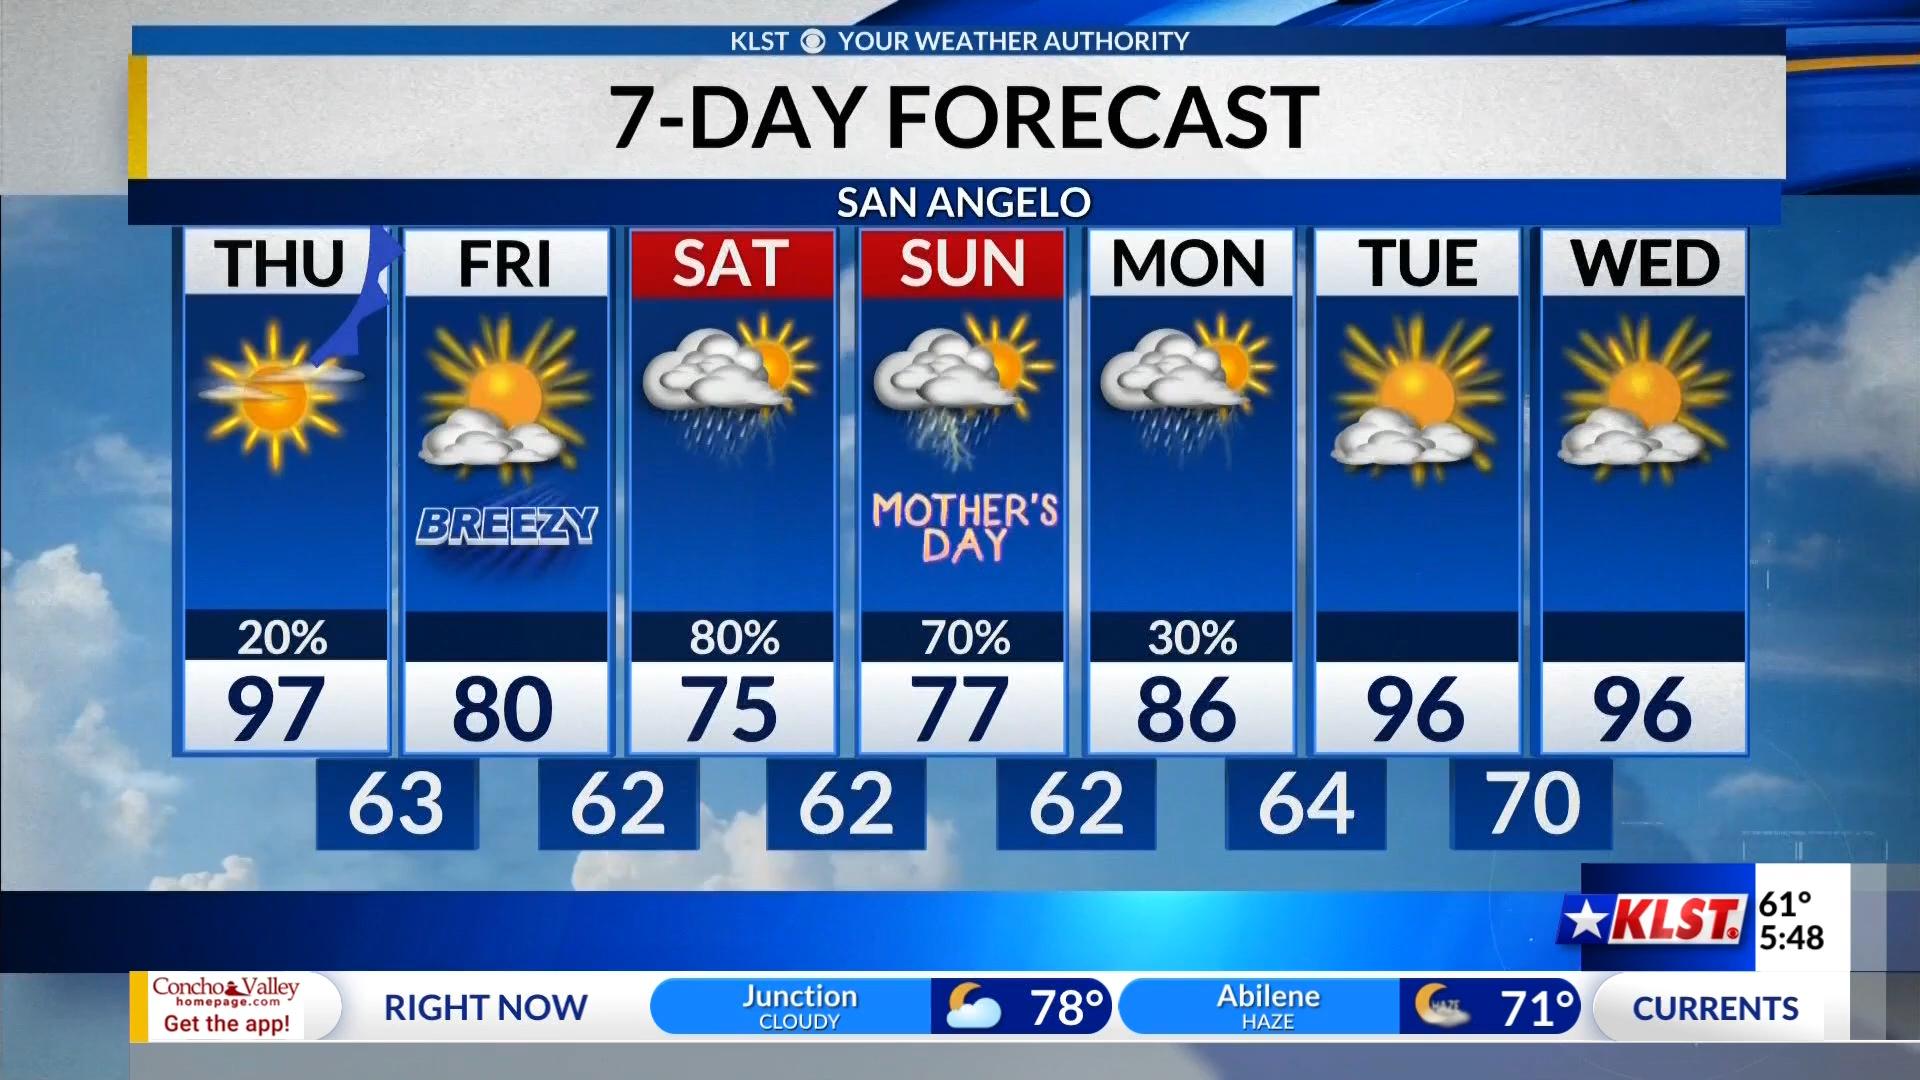 KLST YOUR WEATHER AUTHORITY
7-DAY FORECAST
SAN ANGELO
THU FRI SAT SUN MON TUE WED
BREEZY
MOTHER'S
DAY
20% 80% 70% 30%
97 80 75 77 86 96 96
63 62 62 62 64 70
KLST.
61°
5:48
Concho Valley
homepage.com
Get the app!
RIGHT NOW
Junction
CLOUDY
78°
Abilene
HAZE
HAZE
71°
CURRENTS